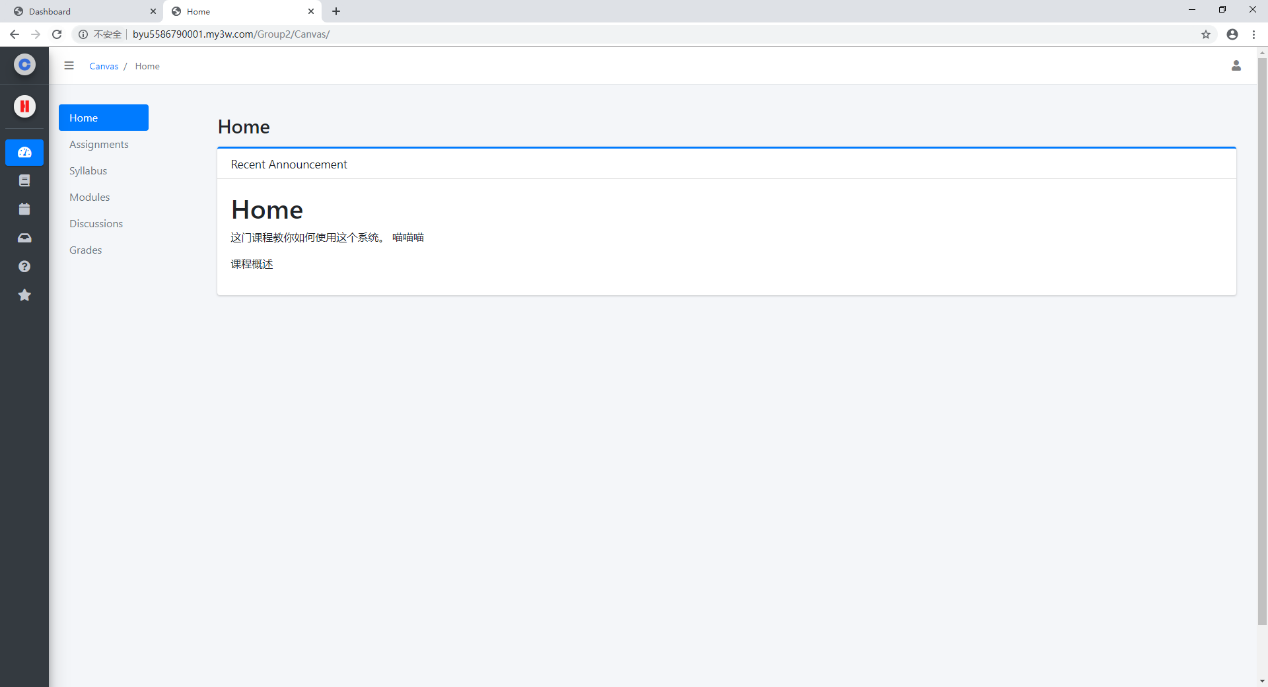 Dashboard
Home
不安全 | byu5586790001.my3w.com/Group2/Canvas/
C
Canvas / Home
H
Home
Assignments
Syllabus
Modules
Discussions
Grades
Home
Recent Announcement
Home
这门课程教你如何使用这个系统。 喵喵喵
课程概述